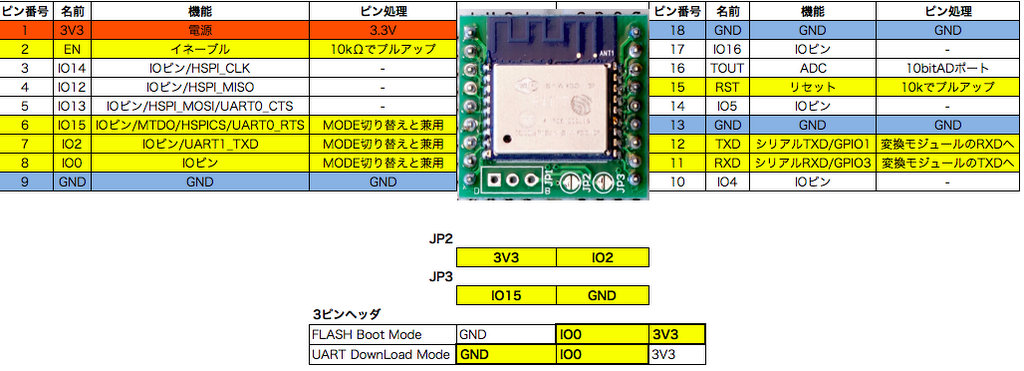 ピン番号 名前 機能 ピン処理
1 3V3 電源 3.3V
2 EN イネーブル 10kΩでプルアップ
3 IO14 IOピン/HSPI_CLK -
4 IO12 IOピン/HSPI_MISO -
5 IO13 IOピン/HSPI_MOSI/UART0_CTS -
6 IO15 IOピン/MTDO/HSPICS/UART0_RTS MODE切り替えと兼用
7 IO2 IOピン/UART1_TXD MODE切り替えと兼用
8 IO0 IOピン MODE切り替えと兼用
9 GND GND GND
ANT1
JP1
JP2
JP3
ピン番号 名前 機能 ピン処理
18 GND GND GND
17 IO16 IOピン -
16 TOUT ADC 10bitADポート
15 RST リセット 10kでプルアップ
14 IO5 IOピン -
13 GND GND GND
12 TXD シリアルTXD/GPIO1 変換モジュールのRXDへ
11 RXD シリアルRXD/GPIO3 変換モジュールのTXDへ
10 IO4 IOピン -
JP2
3V3 IO2
JP3
IO15 GND
3ピンヘッダ
FLASH Boot Mode GND IO0 3V3
UART DownLoad Mode GND IO0 3V3